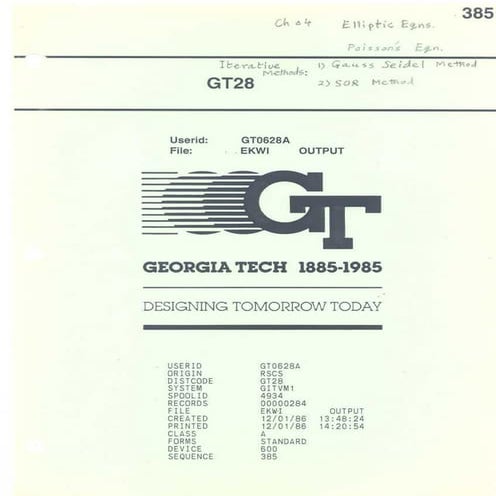 385
Ch 04 Elliptic Eqns.
Poisson's Eqn.
Iterative Methods: 1) Gauss Seidel Method
GT28 2) SOR Method
Userid: GT0628A
File: EKWI OUTPUT
GT
GEORGIA TECH 1885-1985
DESIGNING TOMORROW TODAY
USERID GT0628A
ORIGIN RSCS
DISTCODE GT28
SYSTEM GITVM1
SPOOLID 4934
RECORDS 00000284
FILE EKWI OUTPUT
CREATED 12/01/86 13:48:24
PRINTED 12/01/86 14:20:54
CLASS A
FORMS STANDARD
DEVICE 600
SEQUENCE 385